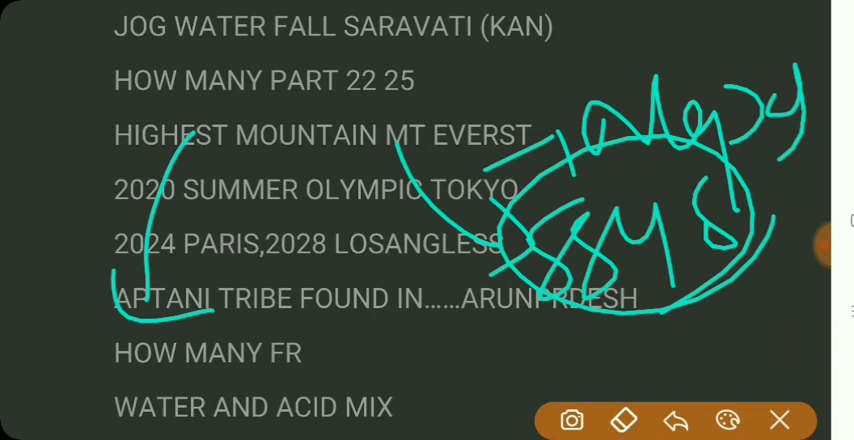 JOG WATER FALL SARAVATI (KAN)
HOW MANY PART 22 25
HIGHEST MOUNTAIN MT EVERST
2020 SUMMER OLYMPIC TOKYO
2024 PARIS,2028 LOSANGLESS
APTANI TRIBE FOUND IN......ARUNPRDESH
HOW MANY FR
WATER AND ACID MIX